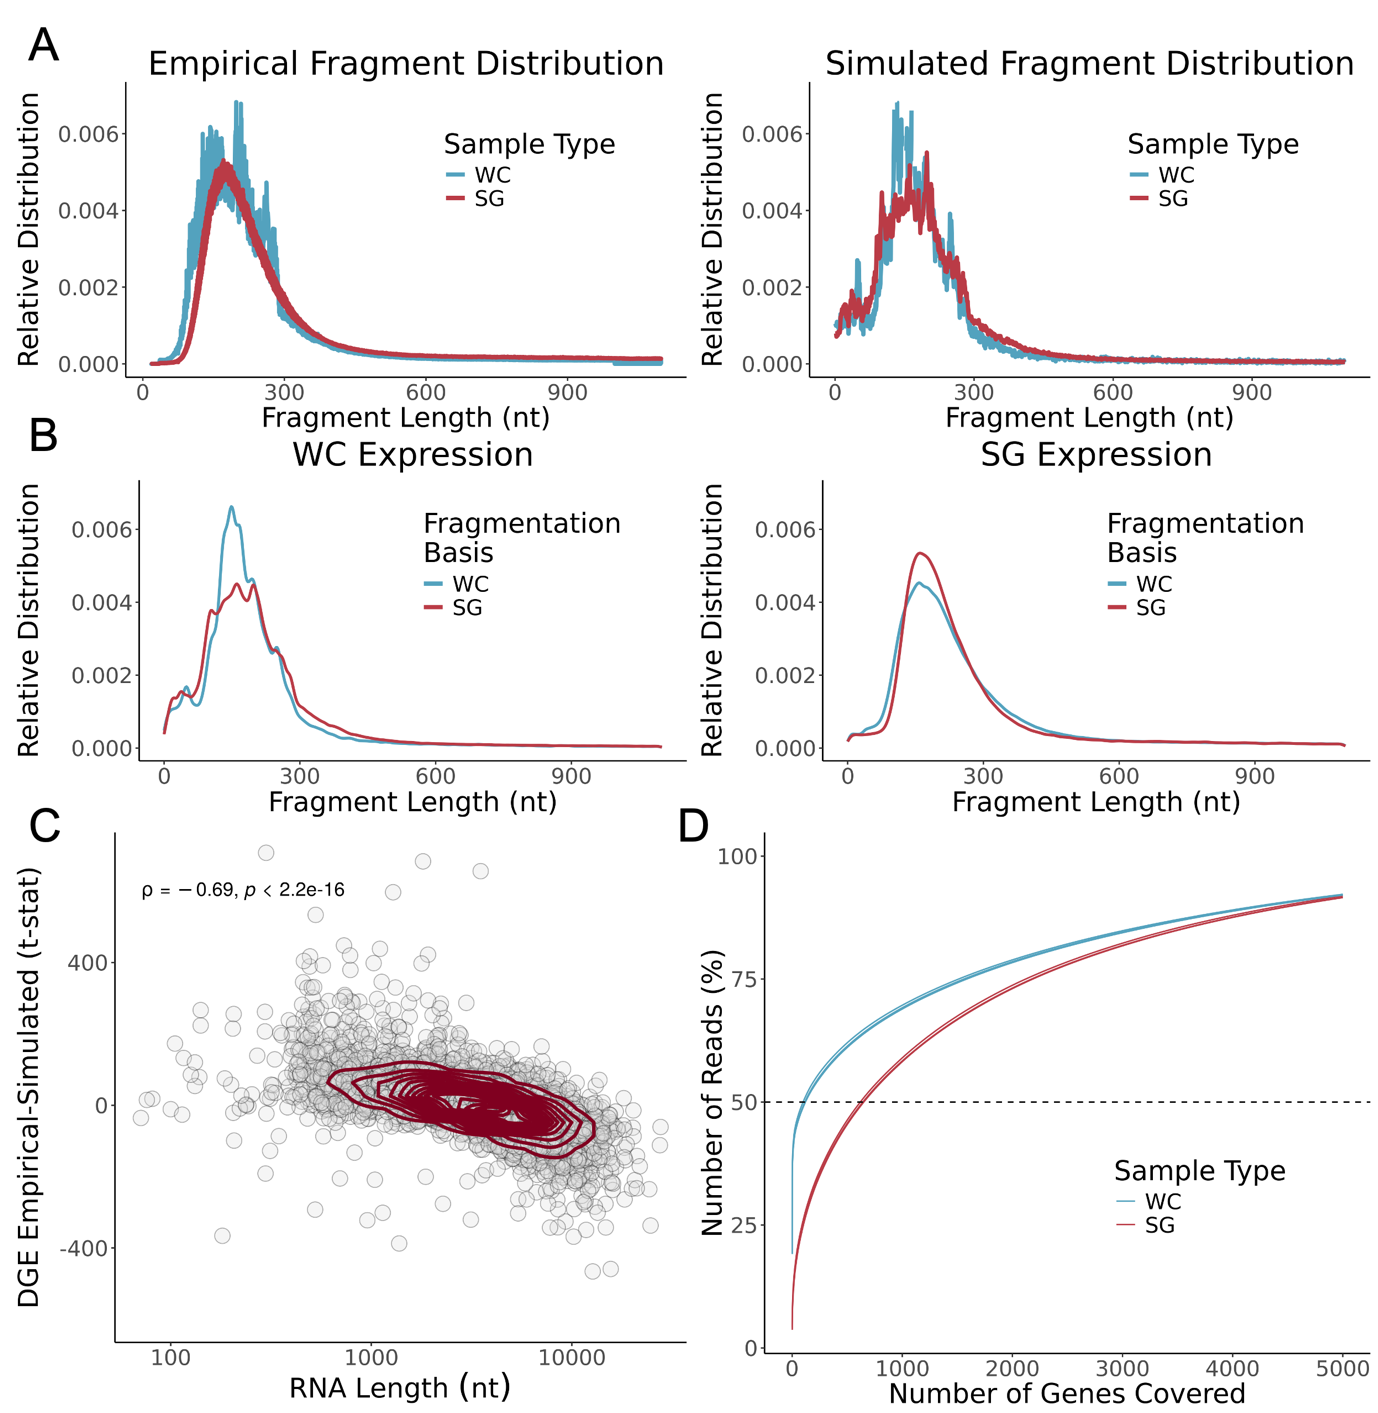 A
Empirical Fragment Distribution
Relative Distribution
0.006
0.004
0.002
0.000
Sample Type
WC
SG
0
300
600
900
Fragment Length (nt)
Simulated Fragment Distribution
Relative Distribution
0.006
0.004
0.002
0.000
Sample Type
WC
SG
0
300
600
900
Fragment Length (nt)
B
WC Expression
Relative Distribution
0.006
0.004
0.002
0.000
Fragmentation
Basis
WC
SG
0
300
600
900
Fragment Length (nt)
SG Expression
Relative Distribution
0.006
0.004
0.002
0.000
Fragmentation
Basis
WC
SG
0
300
600
900
Fragment Length (nt)
C
DGE Empirical-Simulated (t-stat)
ρ = −0.69, p < 2.2e-16
400
0
-400
100
1000
10000
RNA Length (nt)
D
Number of Reads (%)
100
75
50
25
0
Sample Type
WC
SG
0
1000
2000
3000
4000
5000
Number of Genes Covered